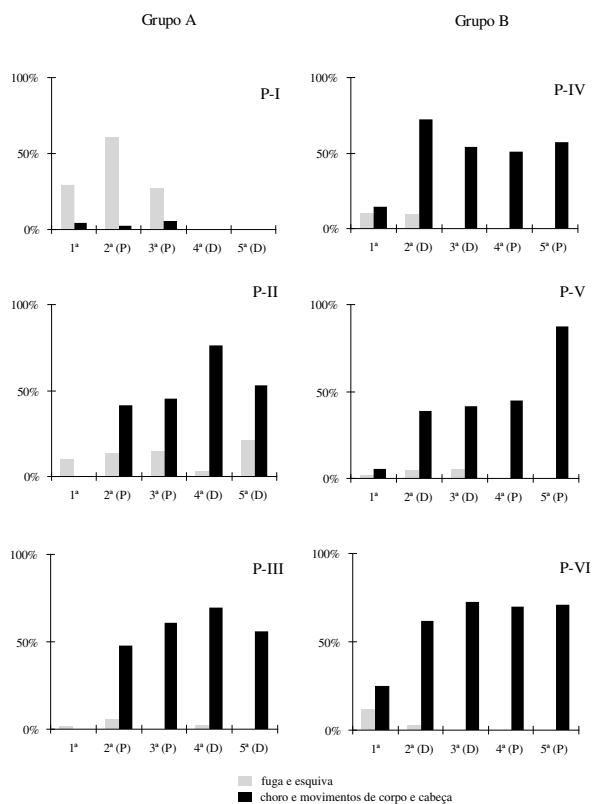 Grupo A
Grupo B
P-I
100%
50%
0%
1ª 2ª (P) 3ª (P) 4ª (D) 5ª (D)
P-IV
100%
50%
0%
1ª 2ª (D) 3ª (D) 4ª (P) 5ª (P)
P-II
100%
50%
0%
1ª 2ª (P) 3ª (P) 4ª (D) 5ª (D)
P-V
100%
50%
0%
1ª 2ª (D) 3ª (D) 4ª (P) 5ª (P)
P-III
100%
50%
0%
1ª 2ª (P) 3ª (P) 4ª (D) 5ª (D)
P-VI
100%
50%
0%
1ª 2ª (D) 3ª (D) 4ª (P) 5ª (P)
fuga e esquiva
choro e movimentos de corpo e cabeça